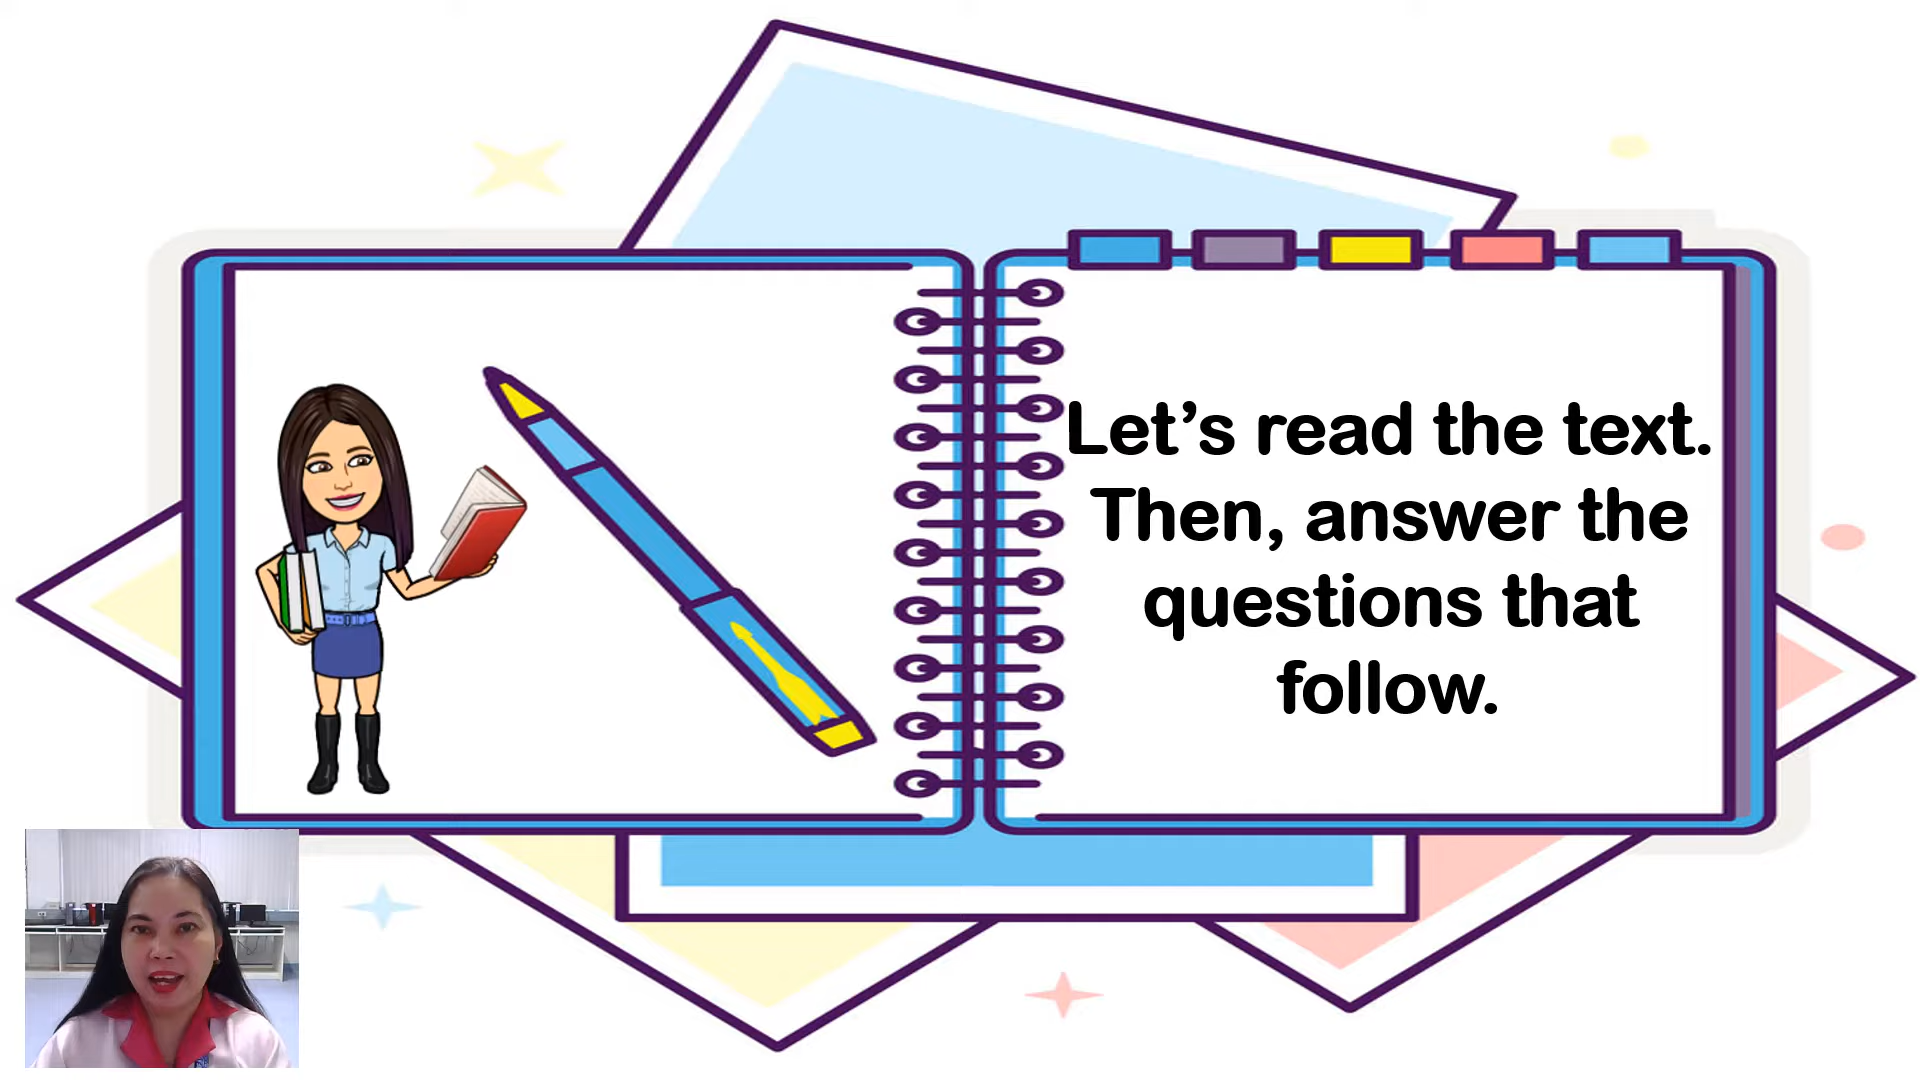 Let’s read the text.
Then, answer the
questions that
follow.